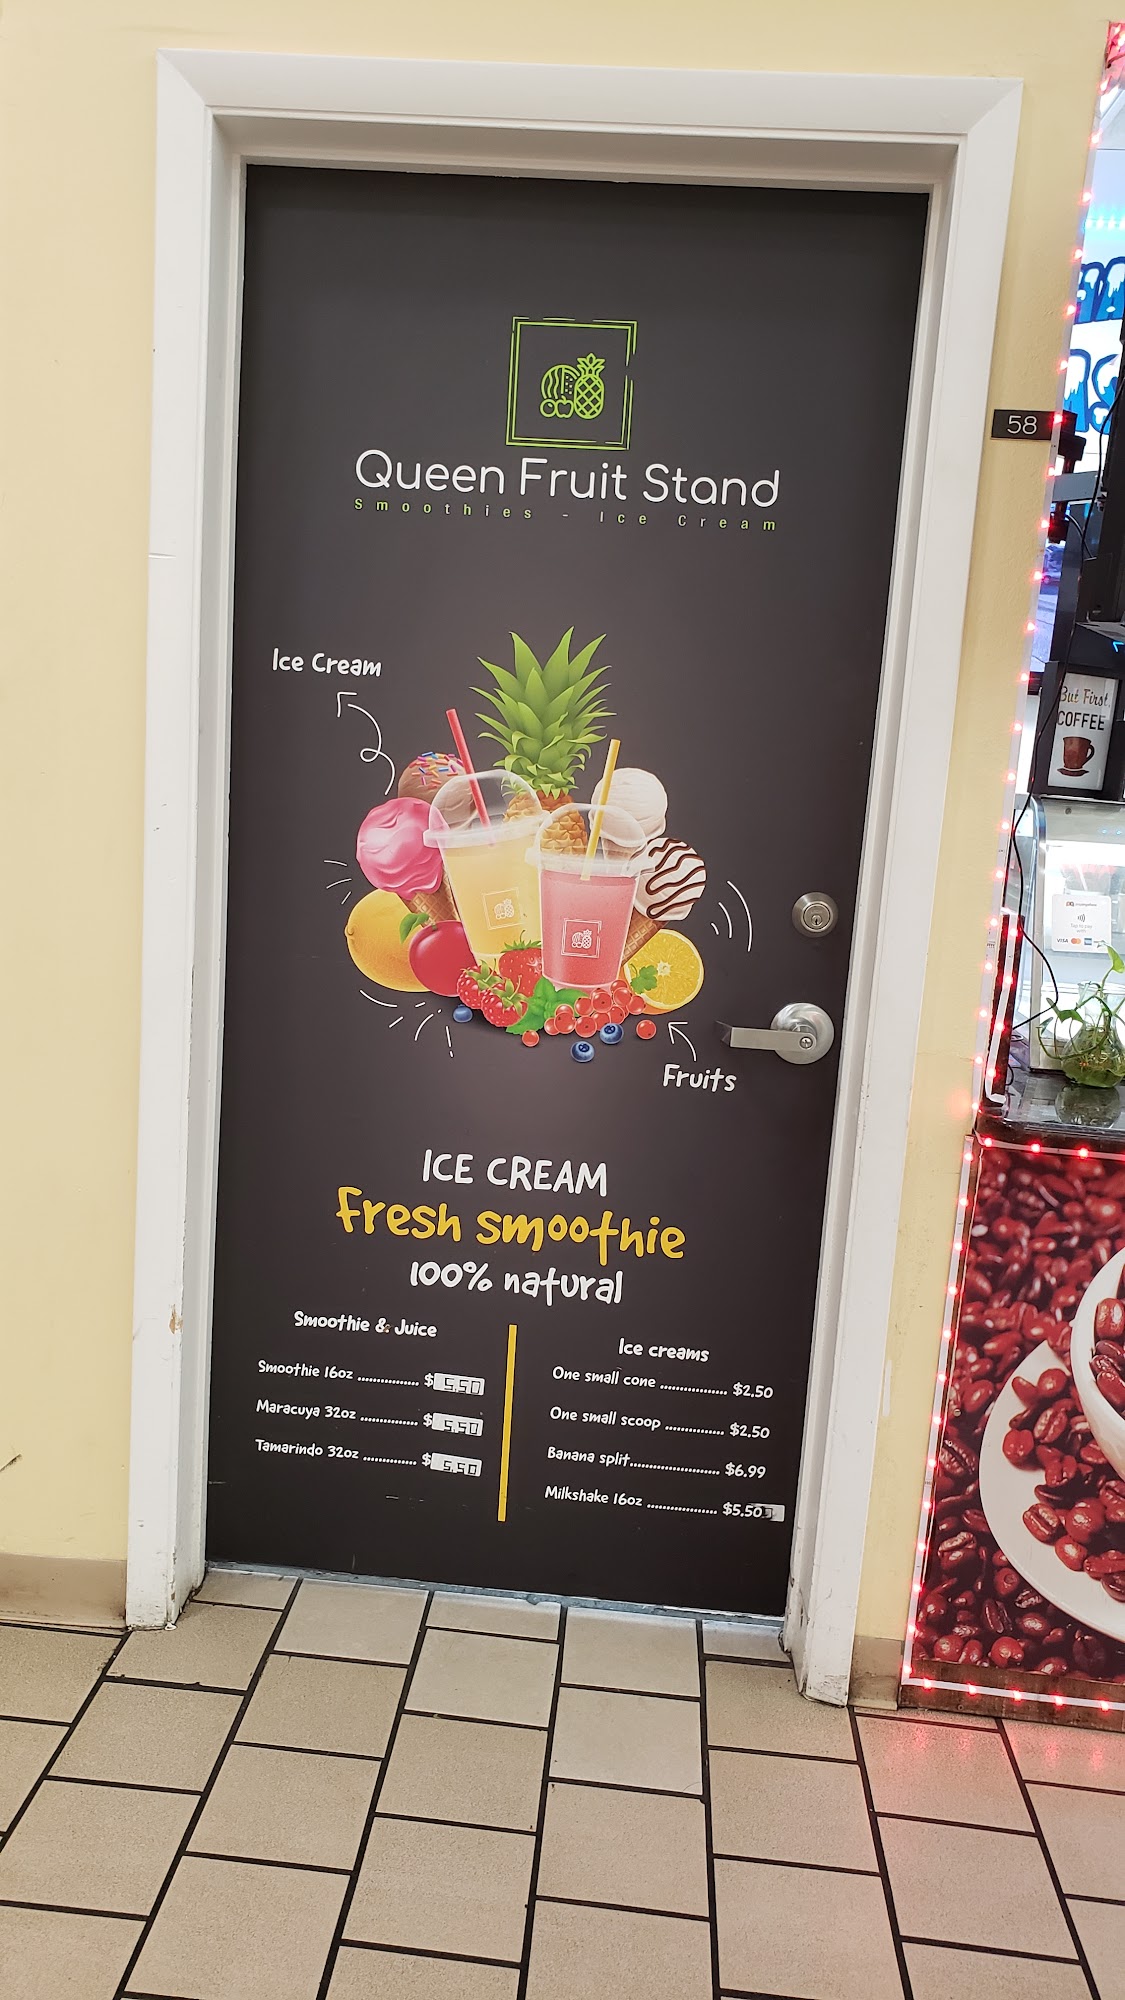 Queen Fruit Stand
Smoothies - Ice Cream
58
Ice Cream
But First,
COFFEE
Fruits
ICE CREAM
Fresh smoothie
100% natural
Smoothie & Juice
Smoothie 16oz ................ $5.50
Maracuya 32oz ............... $5.50
Tamarindo 32oz .............. $5.50
Ice creams
One small cone .................. $2.50
One small scoop ............... $2.50
Banana split....................... $6.99
Milkshake 16oz ................... $5.50
VISA